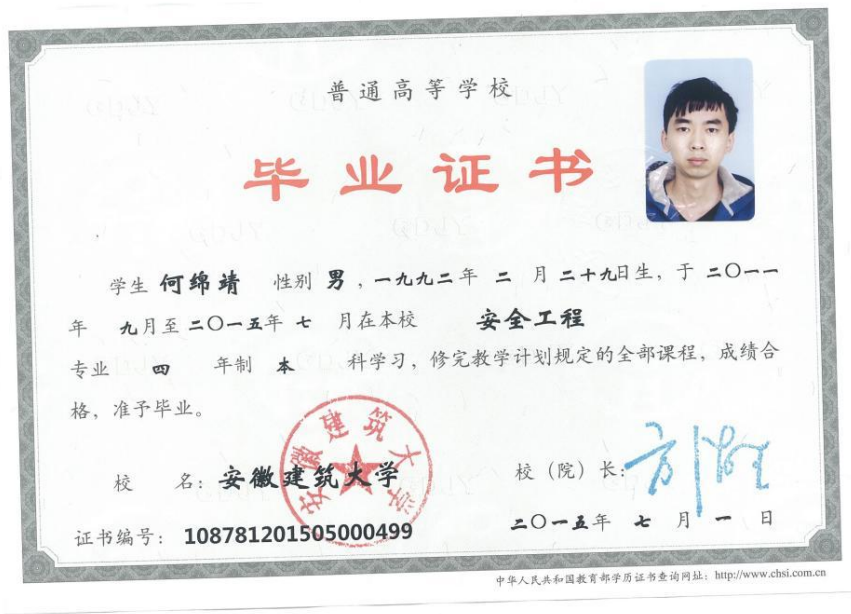 普通高等学校
毕业证书
学生 何绵靖 性别 男，一九九二年 二 月 二十九日生，于 二〇一一
年 九月至 二〇一五年 七 月在本校 安全工程
专业 四 年制 本 科学习，修完教学计划规定的全部课程，成绩合
格，准予毕业。
安徽建筑大学
校 名：安徽建筑大学
校（院）长：
证书编号： 108781201505000499
二〇一五年 七 月 一 日
中华人民共和国教育部学历证书查询网址：http://www.chsi.com.cn